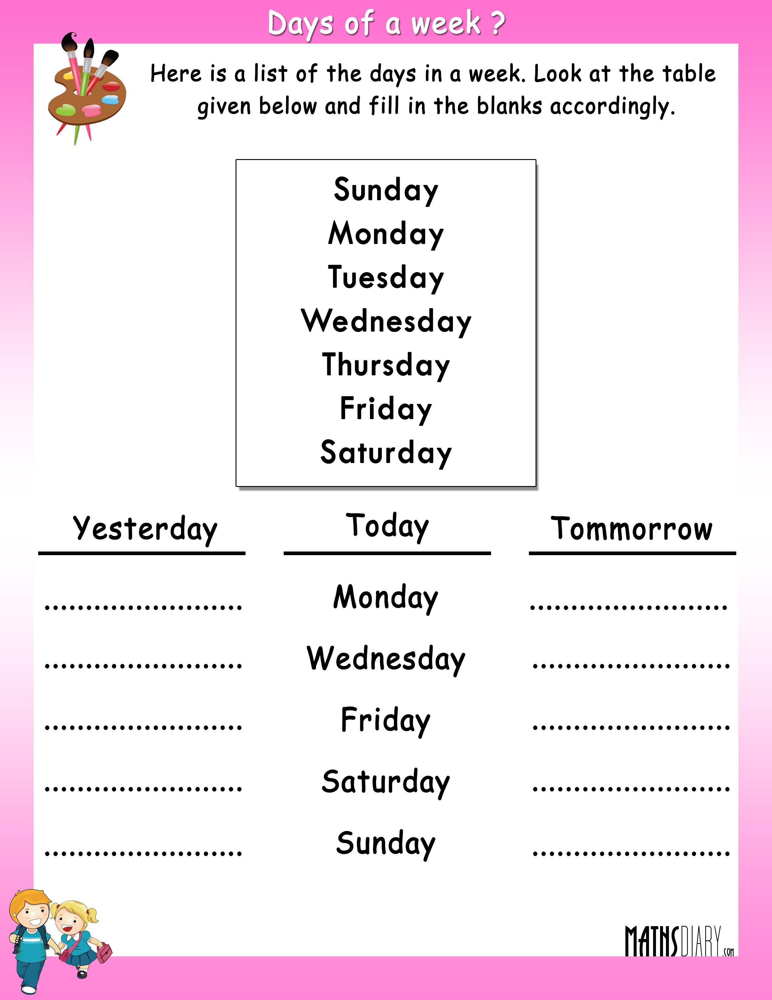 Days of a week ?
Here is a list of the days in a week. Look at the table
given below and fill in the blanks accordingly.
Sunday
Monday
Tuesday
Wednesday
Thursday
Friday
Saturday
Yesterday Today Tommorrow
........................ Monday ........................
........................ Wednesday ........................
........................ Friday ........................
........................ Saturday ........................
........................ Sunday ........................
MATHSDIARY.COM